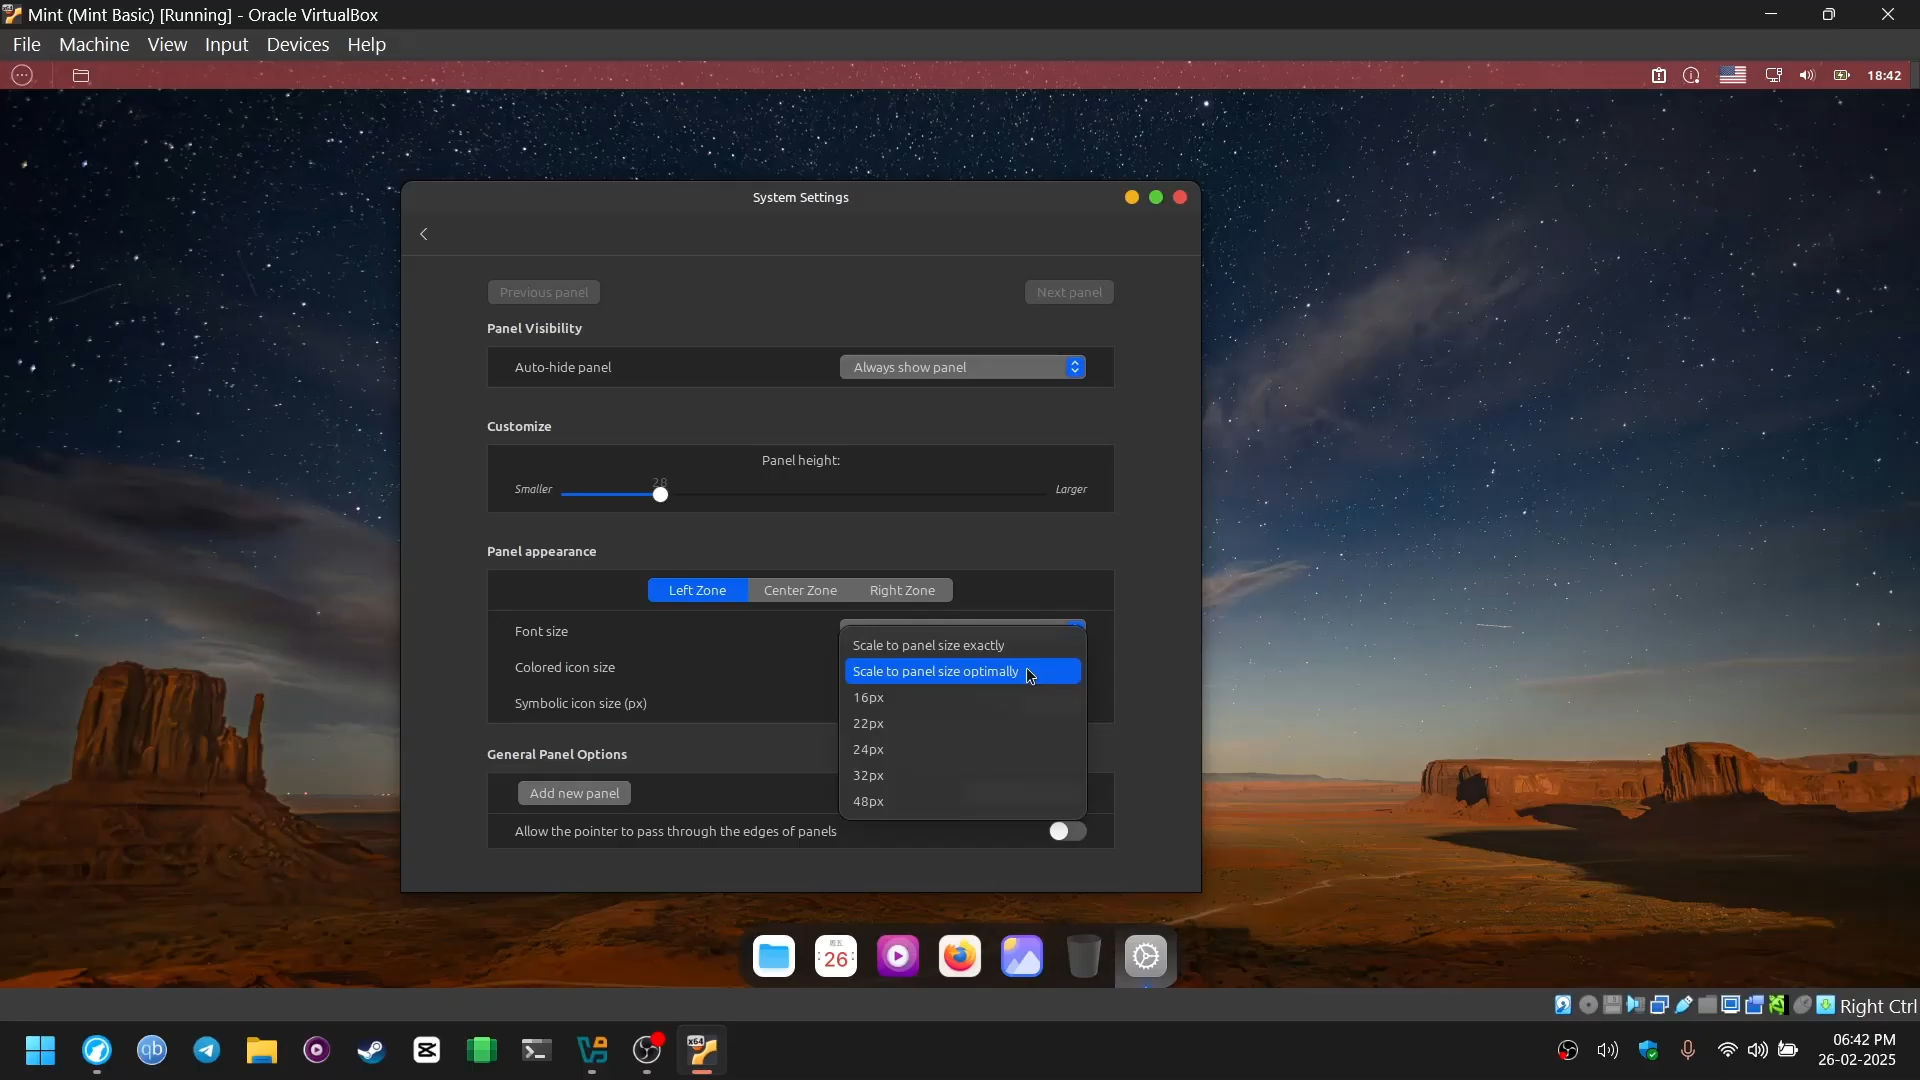 Mint (Mint Basic) [Running] - Oracle VirtualBox
File Machine View Input Devices Help
18:42
System Settings
Previous panel Next panel
Panel Visibility
Auto-hide panel Always show panel
Customize
Panel height:
28
Smaller Larger
Panel appearance
Left Zone Center Zone Right Zone
Font size
Scale to panel size exactly
Colored icon size Scale to panel size optimally
16px
Symbolic icon size (px)
22px
24px
General Panel Options
32px
Add new panel
48px
Allow the pointer to pass through the edges of panels
周五
26
Right Ctrl
qb
x64
06:42 PM
26-02-2025